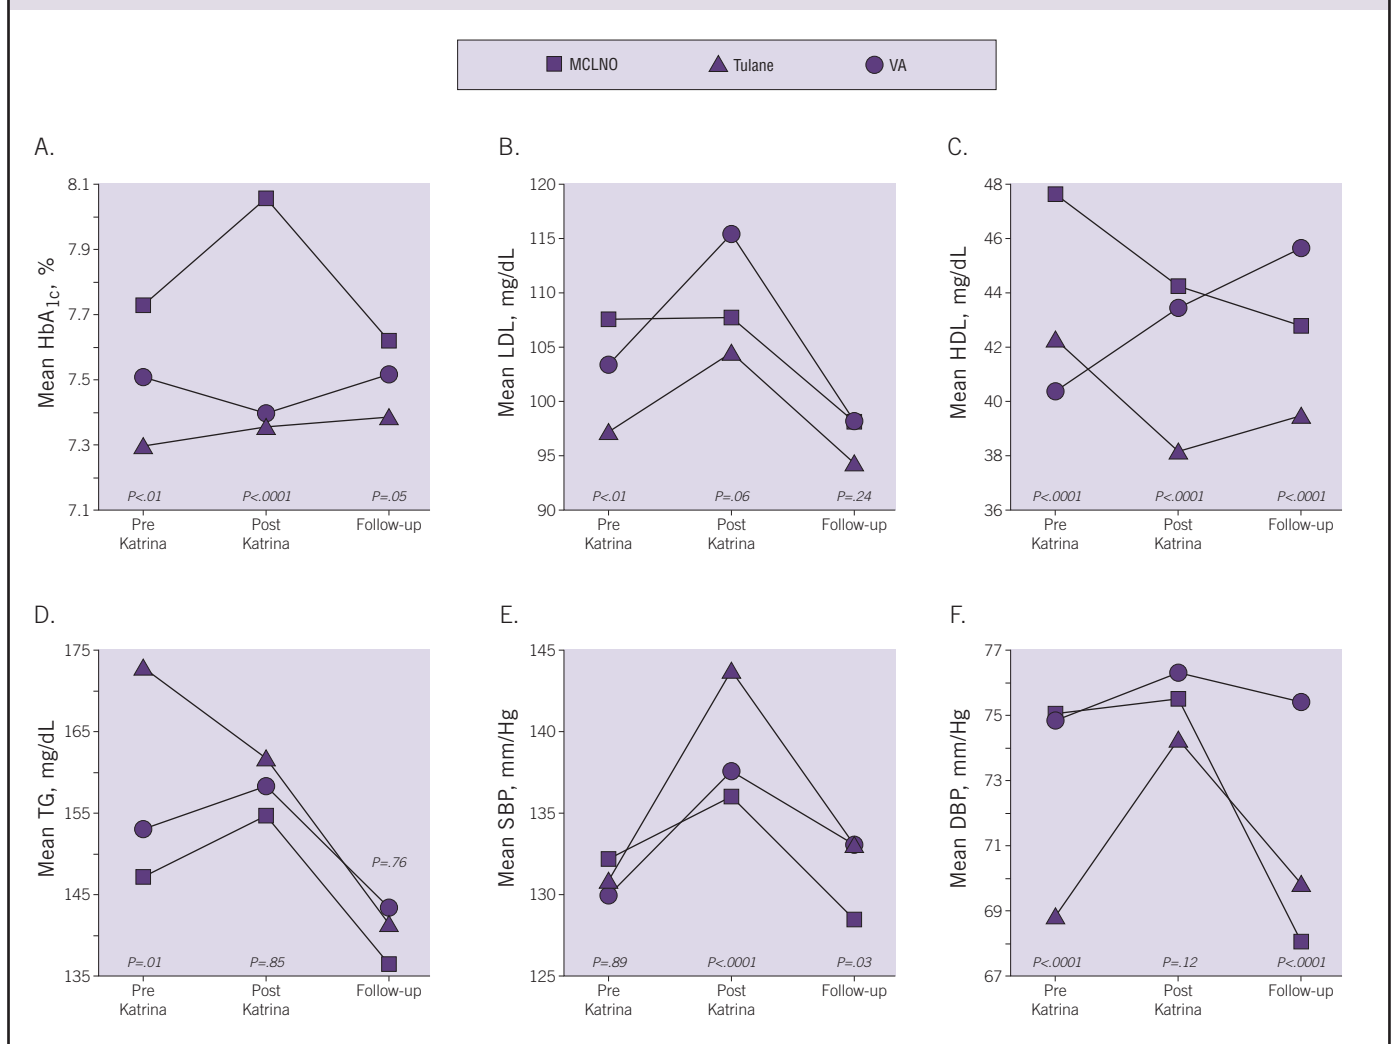 MCLNO Tulane VA
A.
Mean HbA1c, %
8.1
7.9
7.7
7.5
7.3
7.1
P<.01 P<.0001 P=.05
Pre Katrina Post Katrina Follow-up
B.
Mean LDL, mg/dL
120
115
110
105
100
95
90
P<.01 P=.06 P=.24
Pre Katrina Post Katrina Follow-up
C.
Mean HDL, mg/dL
48
46
44
42
40
38
36
P<.0001 P<.0001 P<.0001
Pre Katrina Post Katrina Follow-up
D.
Mean TG, mg/dL
175
165
155
145
135
P=.76
P=.01 P=.85
Pre Katrina Post Katrina Follow-up
E.
Mean SBP, mm/Hg
145
140
135
130
125
P=.89 P<.0001 P=.03
Pre Katrina Post Katrina Follow-up
F.
Mean DBP, mm/Hg
77
75
73
71
69
67
P<.0001 P=.12 P<.0001
Pre Katrina Post Katrina Follow-up